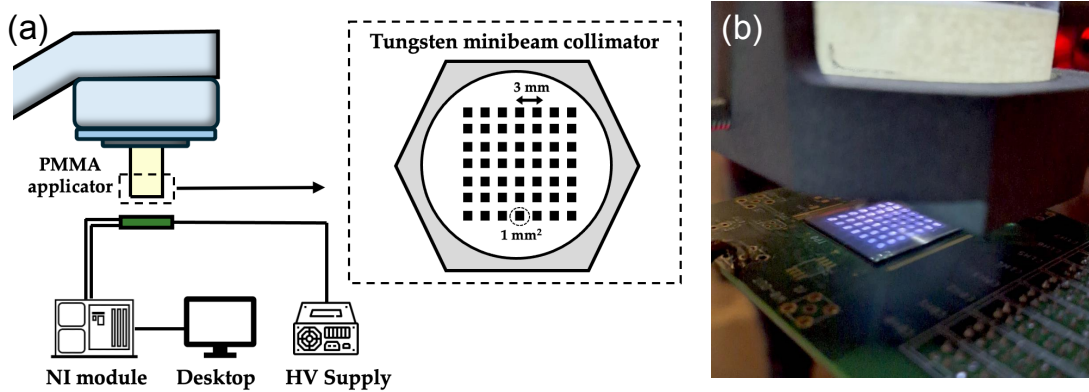 (a)
Tungsten minibeam collimator
3 mm
1 mm²
PMMA
applicator
NI module
Desktop
HV Supply
(b)